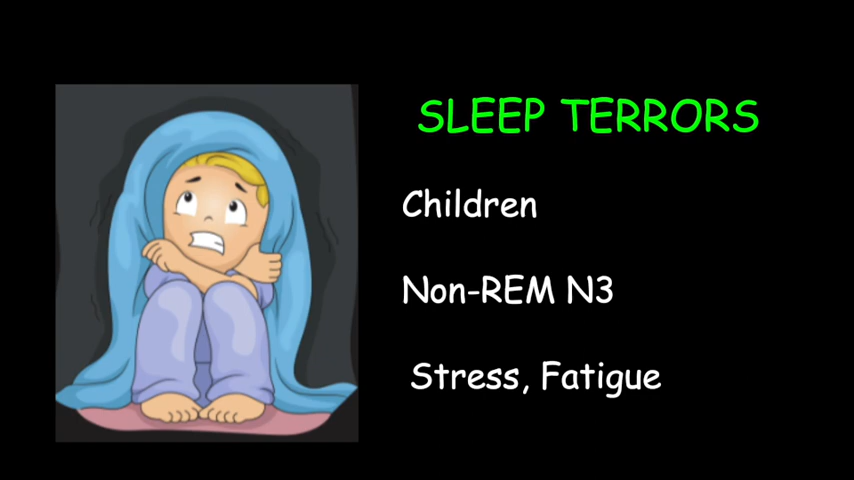 SLEEP TERRORS
Children
Non-REM N3
Stress, Fatigue